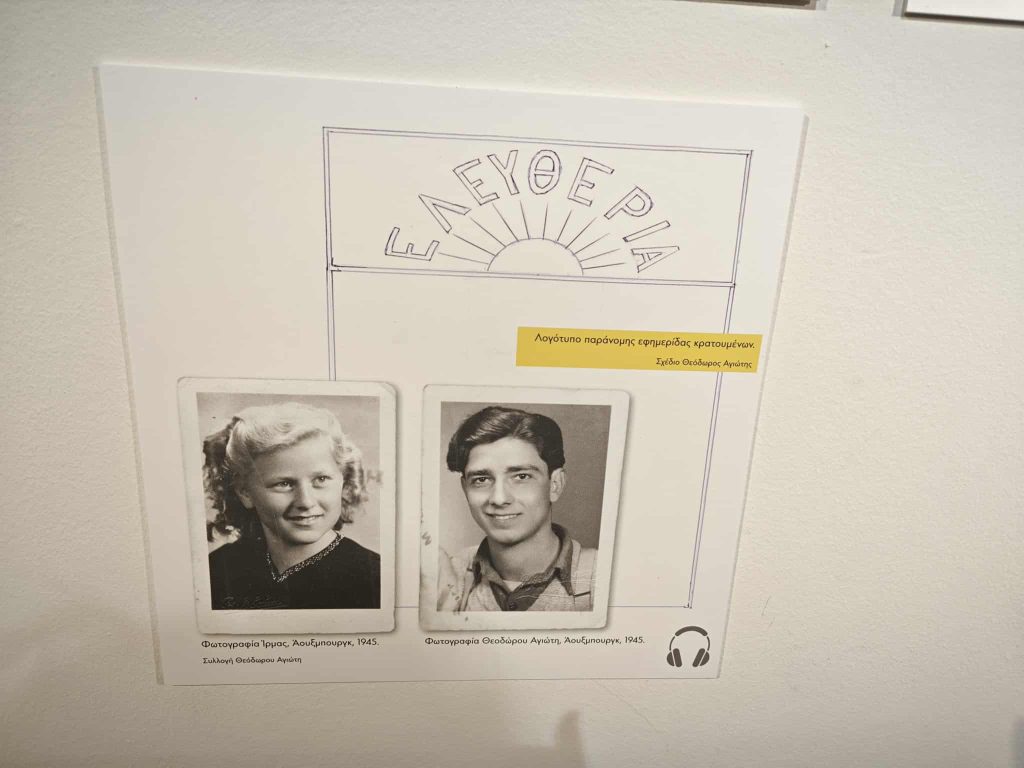 ΕΛΕΥΘΕΡΙΑ
Λογότυπο παράνομης εφημερίδας κρατουμένων.
Σχέδιο Θεόδωρος Αγιώτης
Φωτογραφία Ίρμας, Άουξμπουργκ, 1945.
Συλλογή Θεόδωρου Αγιώτη
Φωτογραφία Θεοδώρου Αγιώτη, Άουξμπουργκ, 1945.